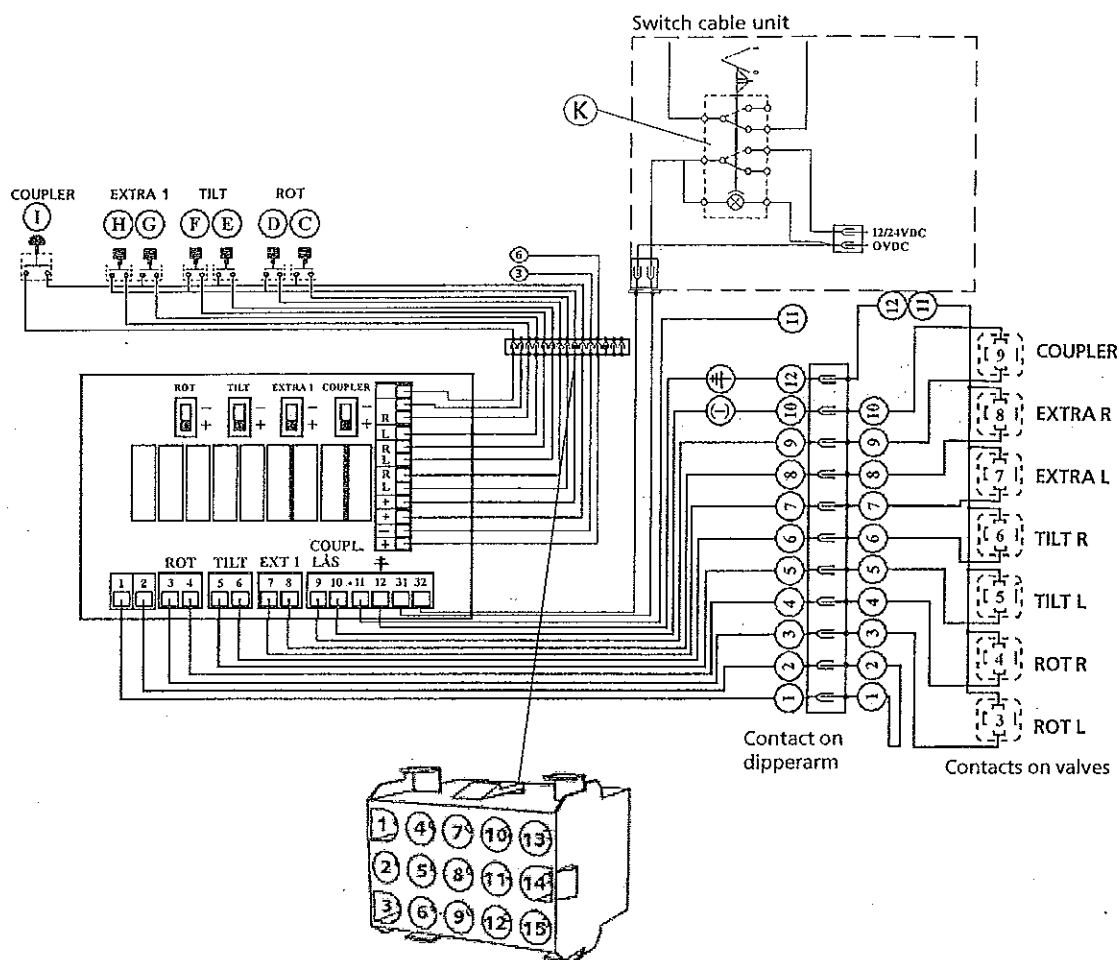 Switch cable unit
K
12/24VDC
0VDC
COUPLER EXTRA 1 TILT ROT
I H G F E D C
6
3
ROT TILT EXTRA 1 COUPLER
− − − −
+ + + +
R
L
R
L
R
L
+
+
−
+
ROT TILT EXT 1 COUPL. LÅS
1 2 3 4 5 6 7 8 9 10 11 12 31 32
11
12 11
12
10 10
9 9
8 8
7 7
6 6
5 5
4 4
3 3
2 2
1 1
9 COUPLER
8 EXTRA R
7 EXTRA L
6 TILT R
5 TILT L
4 ROT R
3 ROT L
Contact on
dipperarm
Contacts on valves
1 4 7 10 13
2 5 8 11 14
3 6 9 12 15